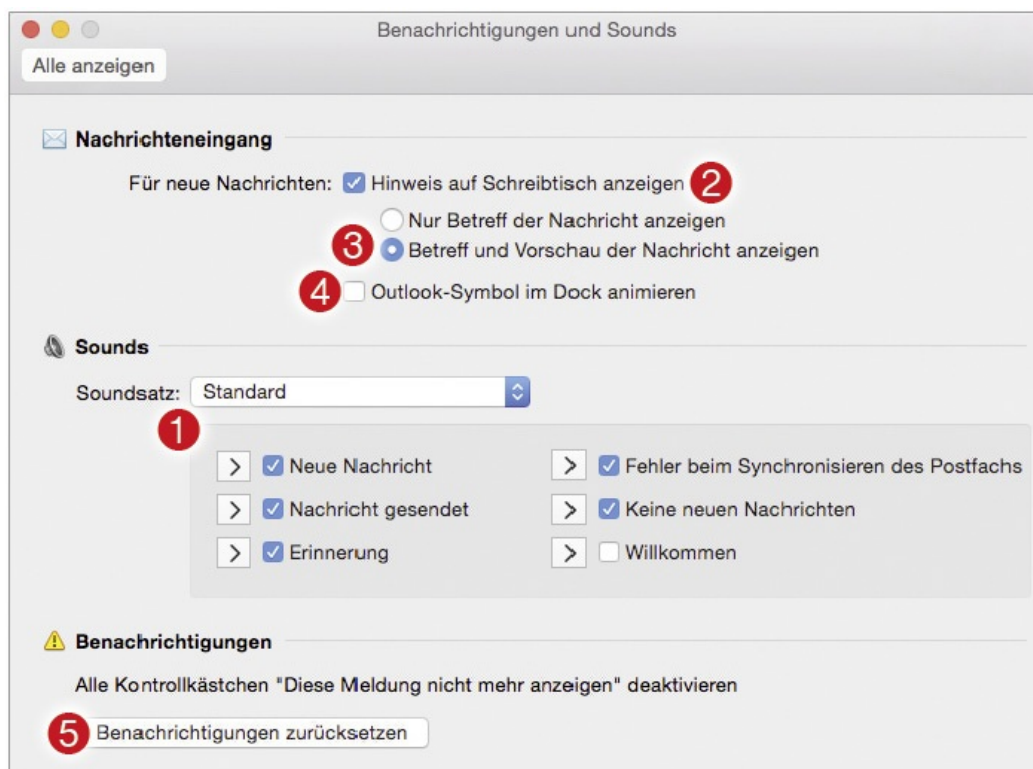 Benachrichtigungen und Sounds
Alle anzeigen
Nachrichteneingang
Für neue Nachrichten: Hinweis auf Schreibtisch anzeigen 2
Nur Betreff der Nachricht anzeigen
3 Betreff und Vorschau der Nachricht anzeigen
4 Outlook-Symbol im Dock animieren
Sounds
Soundsatz: Standard
1
> Neue Nachricht > Fehler beim Synchronisieren des Postfachs
> Nachricht gesendet > Keine neuen Nachrichten
> Erinnerung > Willkommen
Benachrichtigungen
Alle Kontrollkästchen "Diese Meldung nicht mehr anzeigen" deaktivieren
5 Benachrichtigungen zurücksetzen